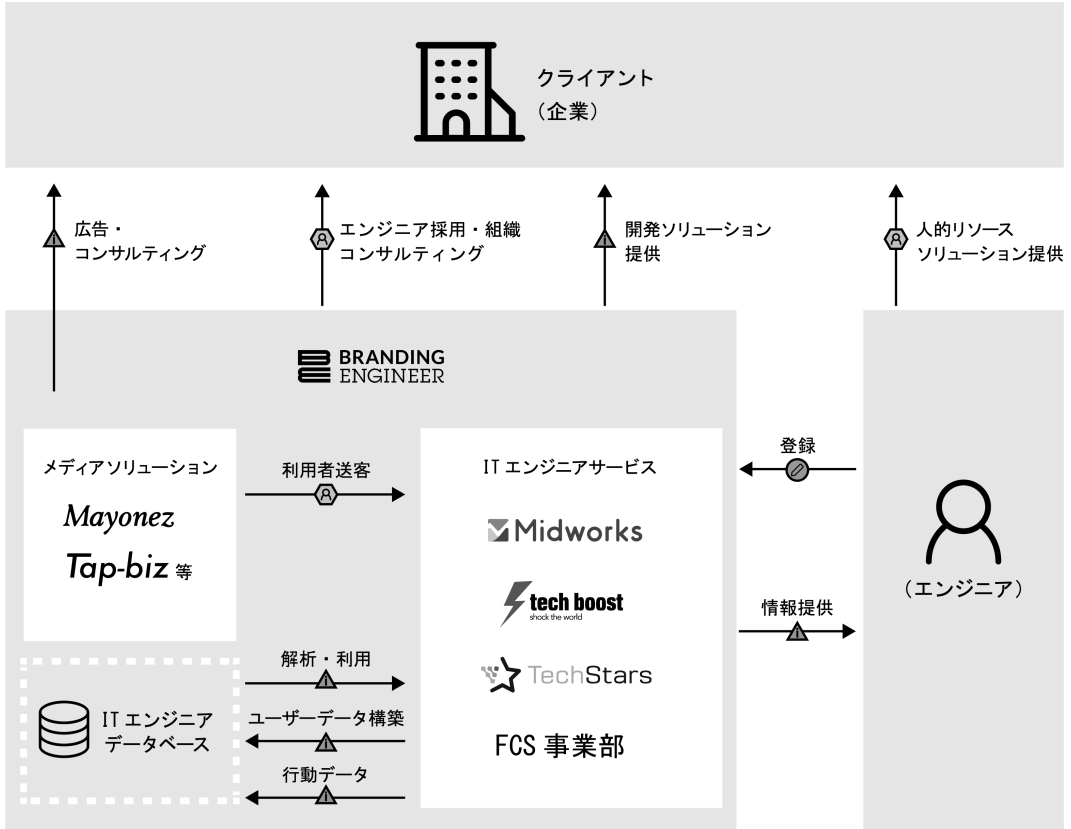 クライアント
（企業）
広告・
コンサルティング
エンジニア採用・組織
コンサルティング
開発ソリューション
提供
人的リソース
ソリューション提供
BRANDING
ENGINEER
メディアソリューション
Mayonez
Tap-biz 等
利用者送客
ITエンジニアサービス
Midworks
tech boost
shock the world
TechStars
FCS 事業部
登録
情報提供
（エンジニア）
解析・利用
ユーザーデータ構築
行動データ
ITエンジニア
データベース